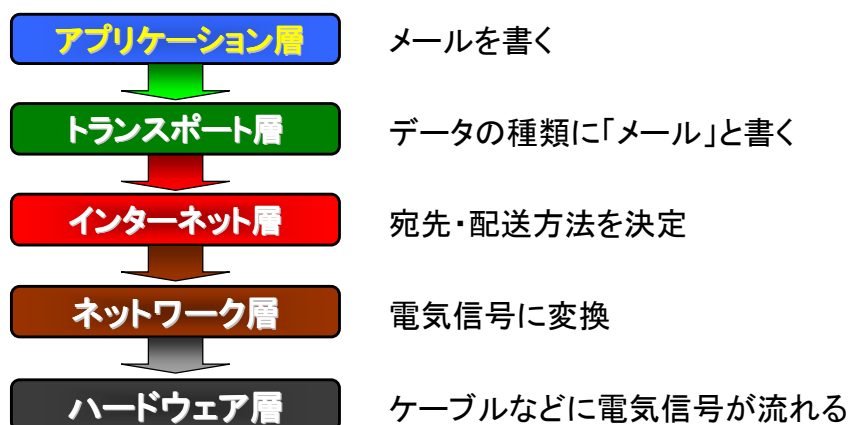 アプリケーション層 メールを書く
トランスポート層 データの種類に「メール」と書く
インターネット層 宛先・配送方法を決定
ネットワーク層 電気信号に変換
ハードウェア層 ケーブルなどに電気信号が流れる